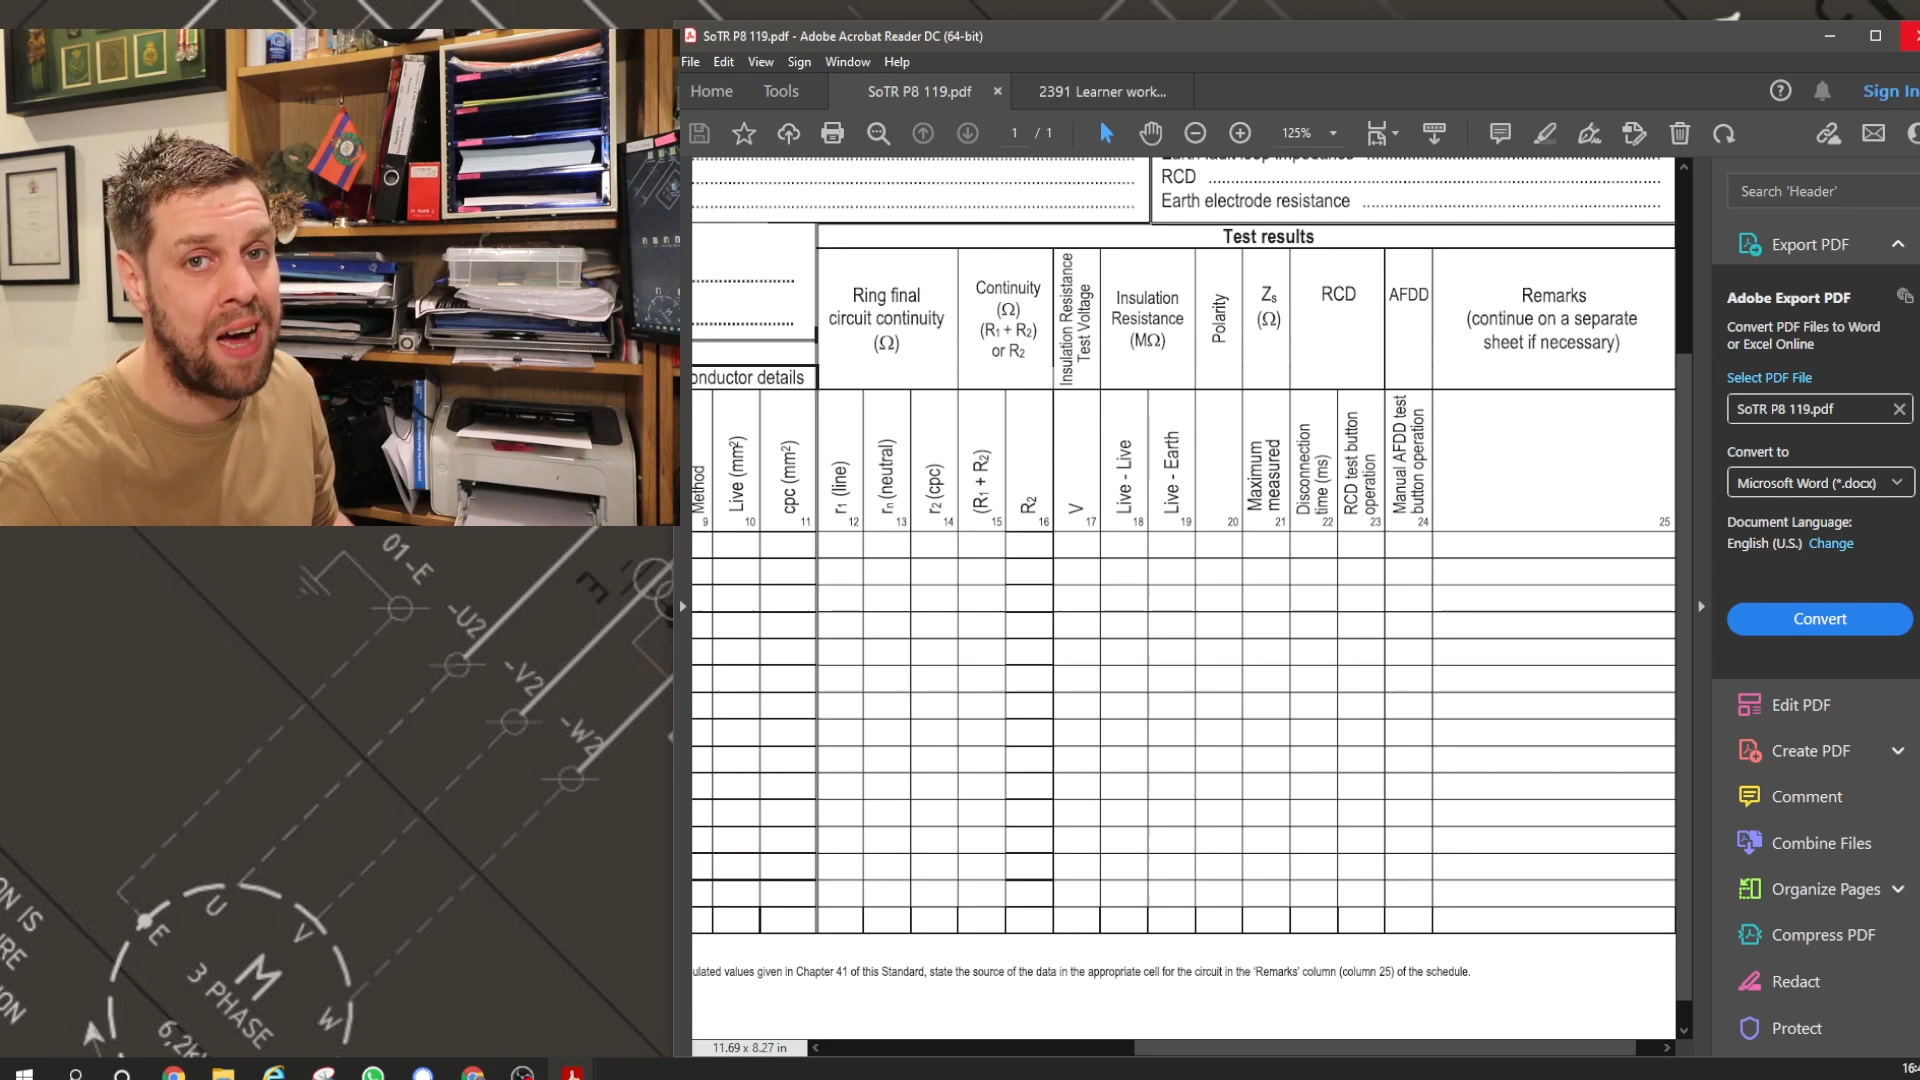 SoTR P8 119.pdf - Adobe Acrobat Reader DC (64-bit)
File Edit View Sign Window Help
Home Tools SoTR P8 119.pdf × 2391 Learner work... Sign In
1 / 1 125%
RCD
Earth electrode resistance
Test results
Ring final
circuit continuity
(Ω)
Continuity
(Ω)
(R1 + R2)
or R2
Insulation Resistance
Test Voltage
Insulation
Resistance
(MΩ)
Polarity
Zs
(Ω)
RCD
AFDD
Remarks
(continue on a separate
sheet if necessary)
onductor details
Method
9
Live (mm²)
10
cpc (mm²)
11
r1 (line)
12
rn (neutral)
13
r2 (cpc)
14
(R1 + R2)
15
R2
16
V
17
Live - Live
18
Live - Earth
19
20
Maximum
measured
21
Disconnection
time (ms)
22
RCD test button
operation
23
Manual AFDD test
button operation
24
25
ulated values given in Chapter 41 of this Standard, state the source of the data in the appropriate cell for the circuit in the 'Remarks' column (column 25) of the schedule.
11.69 x 8.27 in
Search 'Header'
Export PDF
Adobe Export PDF
Convert PDF Files to Word
or Excel Online
Select PDF File
SoTR P8 119.pdf
Convert to
Microsoft Word (*.docx)
Document Language:
English (U.S.) Change
Convert
Edit PDF
Create PDF
Comment
Combine Files
Organize Pages
Compress PDF
Redact
Protect
01-E
-U2
-V2
-W2
E
U
V
W
M
3 PHASE
E